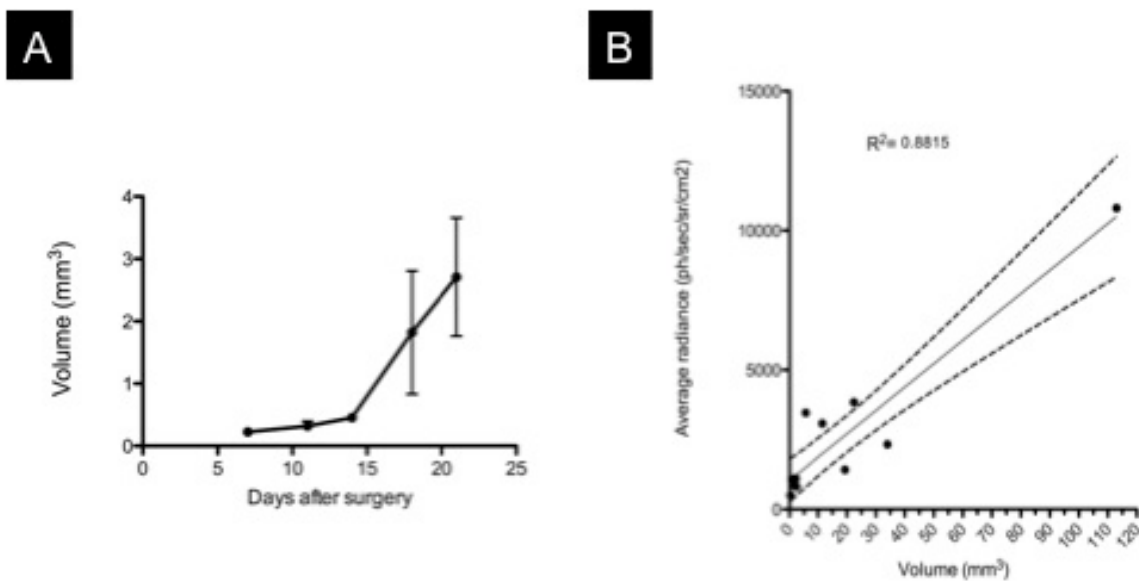 A
Volume (mm³)
4
3
2
1
0
0 5 10 15 20 25
Days after surgery
B
Average radiance (ph/sec/sr/cm2)
15000
10000
5000
0
R²= 0.8815
0 10 20 30 40 50 60 70 80 90 100 110 120
Volume (mm³)